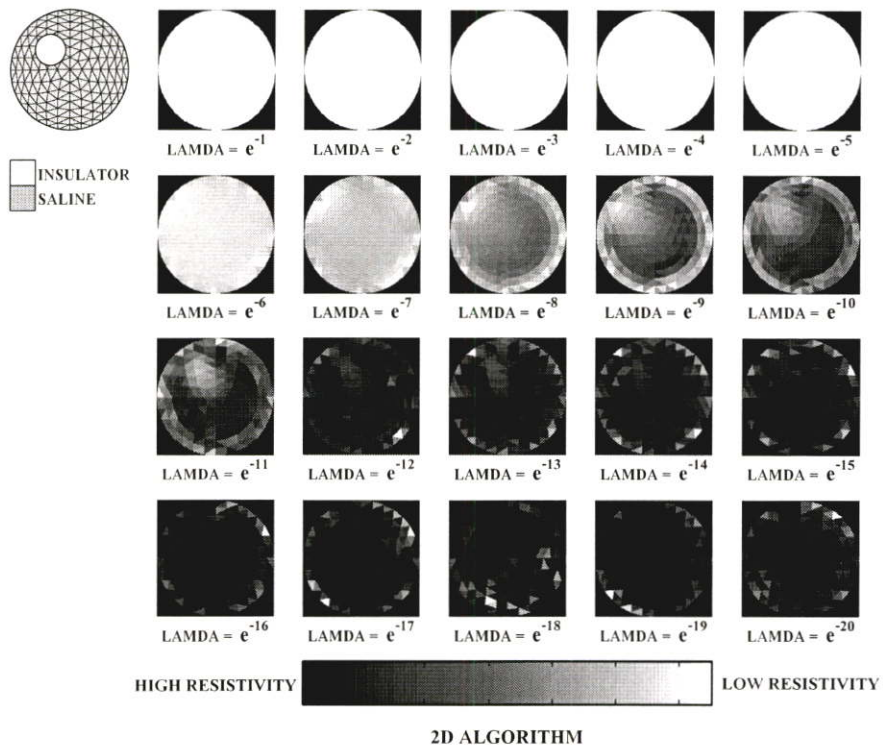 LAMDA = e-1 LAMDA = e-2 LAMDA = e-3 LAMDA = e-4 LAMDA = e-5
INSULATOR
SALINE
LAMDA = e-6 LAMDA = e-7 LAMDA = e-8 LAMDA = e-9 LAMDA = e-10
LAMDA = e-11 LAMDA = e-12 LAMDA = e-13 LAMDA = e-14 LAMDA = e-15
LAMDA = e-16 LAMDA = e-17 LAMDA = e-18 LAMDA = e-19 LAMDA = e-20
HIGH RESISTIVITY LOW RESISTIVITY
2D ALGORITHM